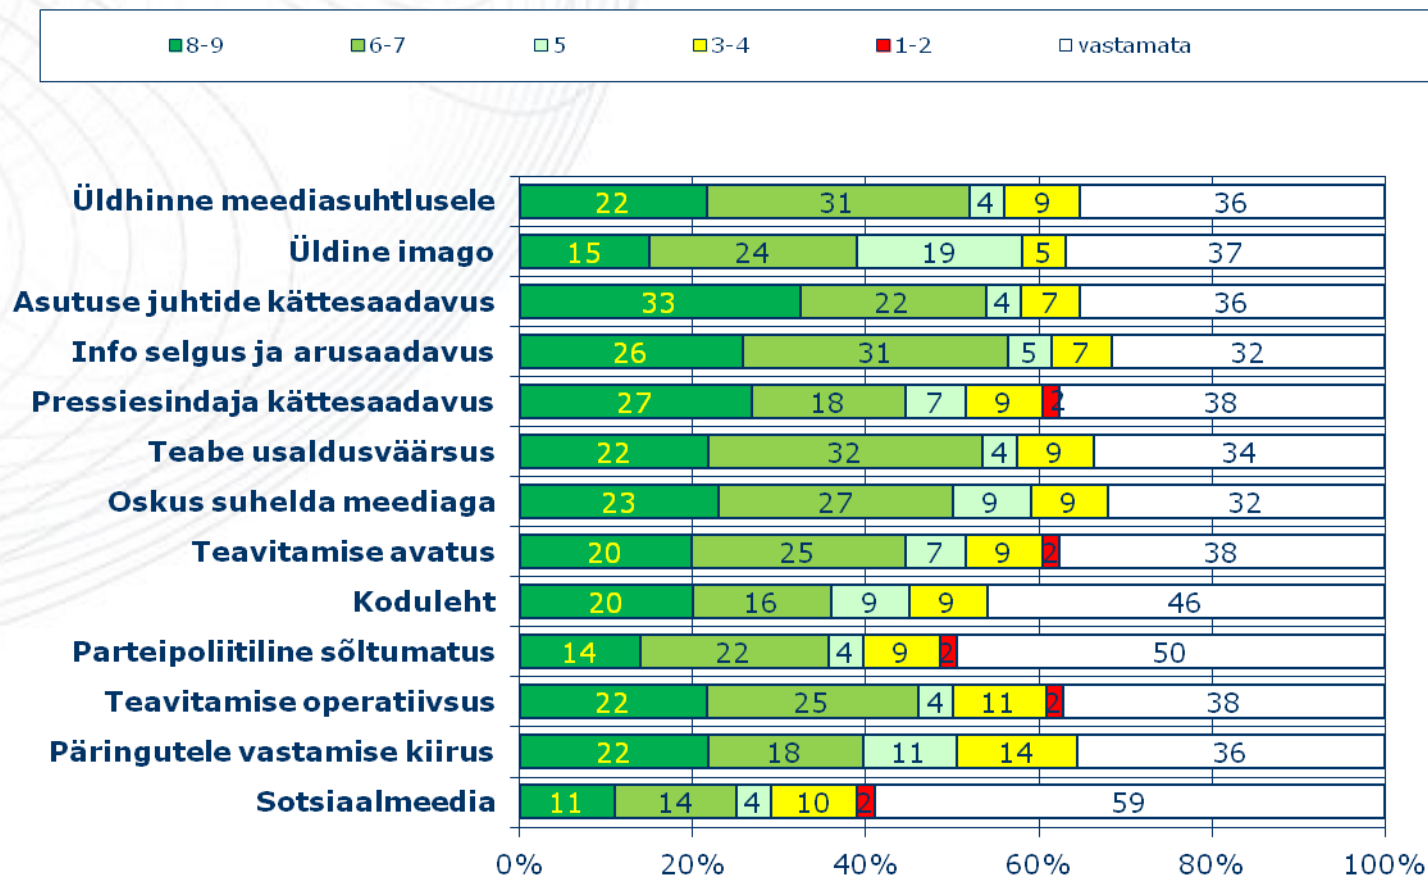 8-9 6-7 5 3-4 1-2 vastamata
Üldhinne meediasuhtlusele 22 31 4 9 36
Üldine imago 15 24 19 5 37
Asutuse juhtide kättesaadavus 33 22 4 7 36
Info selgus ja arusaadavus 26 31 5 7 32
Pressiesindaja kättesaadavus 27 18 7 9 2 38
Teabe usaldusväärsus 22 32 4 9 34
Oskus suhelda meediaga 23 27 9 9 32
Teavitamise avatus 20 25 7 9 2 38
Koduleht 20 16 9 9 46
Parteipoliitiline sõltumatus 14 22 4 9 2 50
Teavitamise operatiivsus 22 25 4 11 2 38
Päringutele vastamise kiirus 22 18 11 14 36
Sotsiaalmeedia 11 14 4 10 2 59
0% 20% 40% 60% 80% 100%